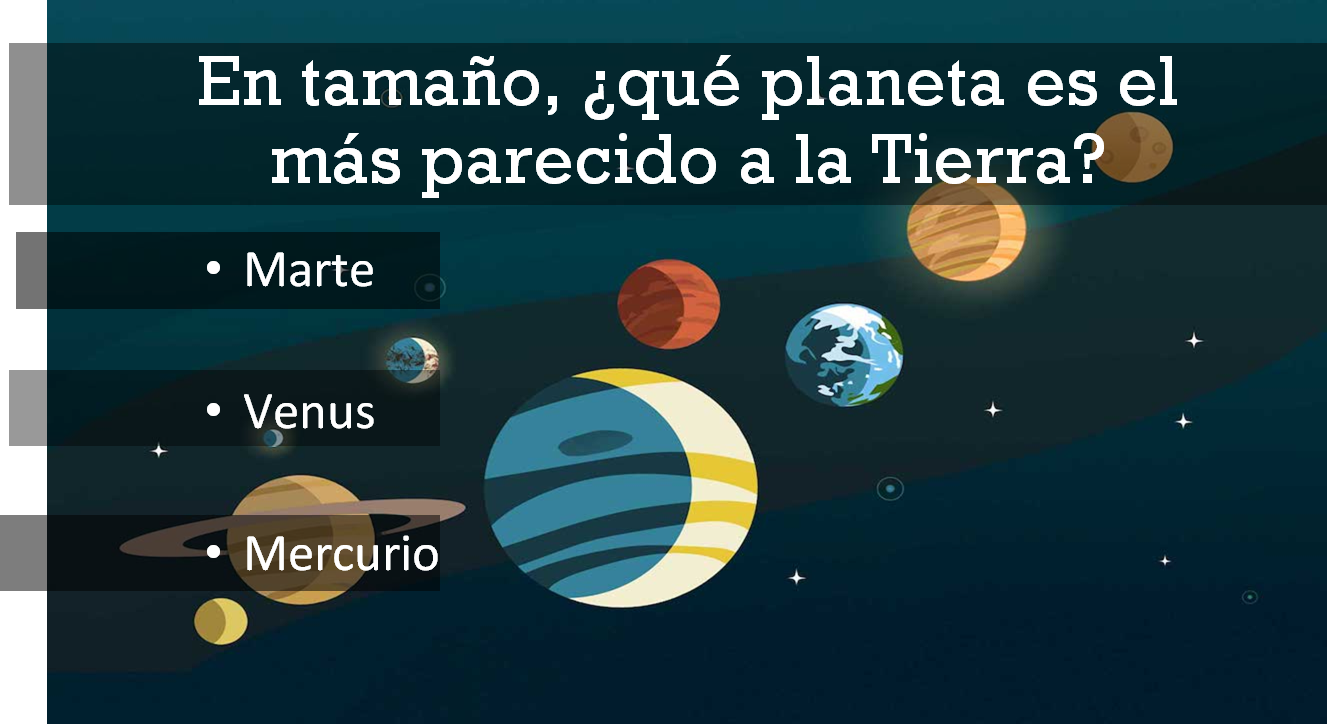 En tamaño, ¿qué planeta es el
más parecido a la Tierra?
• Marte
• Venus
• Mercurio